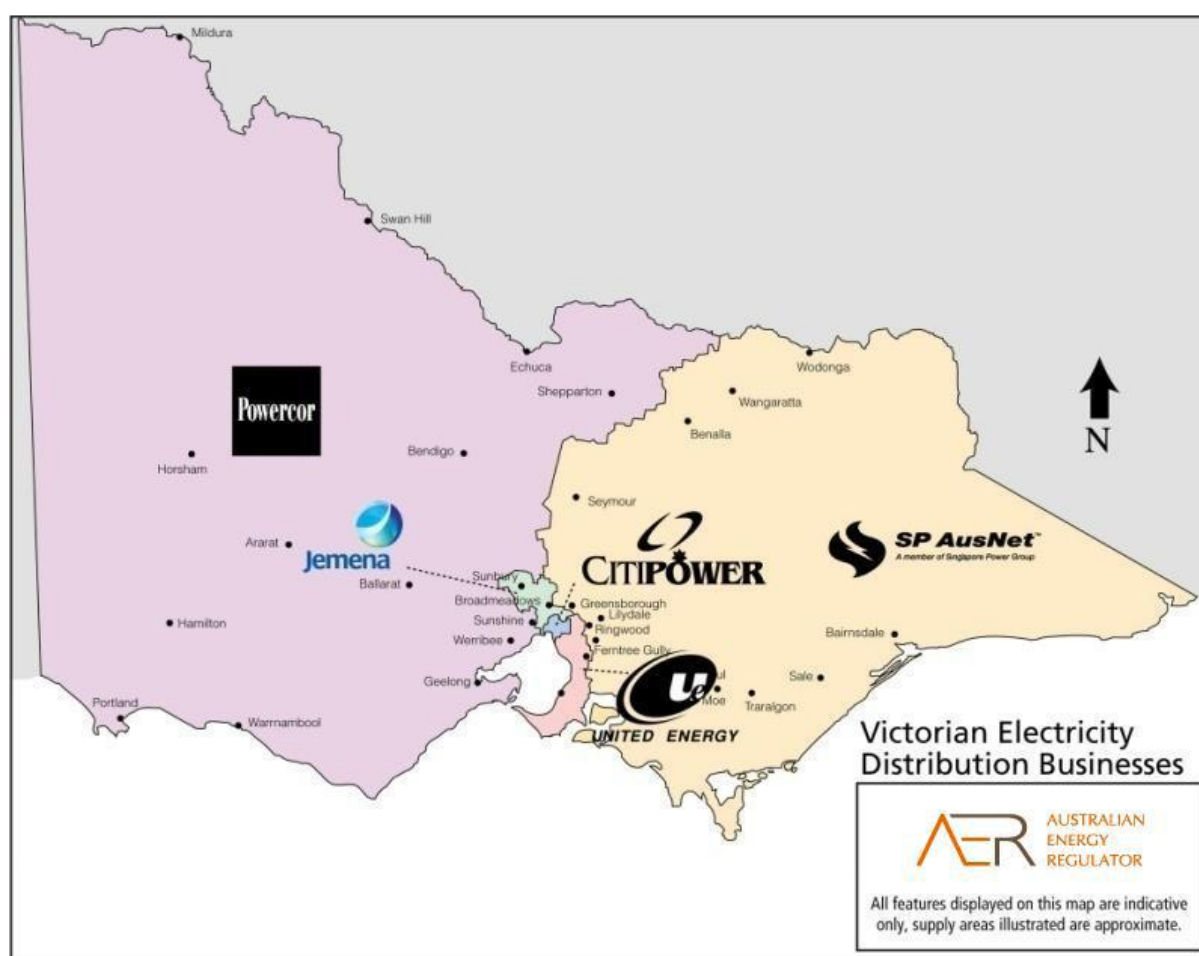 Mildura
Swan Hill
Echuca
Shepparton
Wodonga
Wangaratta
Benalla
N
Powercor
Horsham
Bendigo
Seymour
Jemena
CITIPOWER
SP AusNet™
A member of Singapore Power Group
Ararat
Ballarat
Sunbury
Broadmeadows
Greensborough
Lilydale
Sunshine
Ringwood
Hamilton
Werribee
Ferntree Gully
Bairnsdale
Geelong
Ue
Moe
Sale
Traralgon
Portland
Warrnambool
UNITED ENERGY
Victorian Electricity
Distribution Businesses
AER
AUSTRALIAN
ENERGY
REGULATOR
All features displayed on this map are indicative
only, supply areas illustrated are approximate.